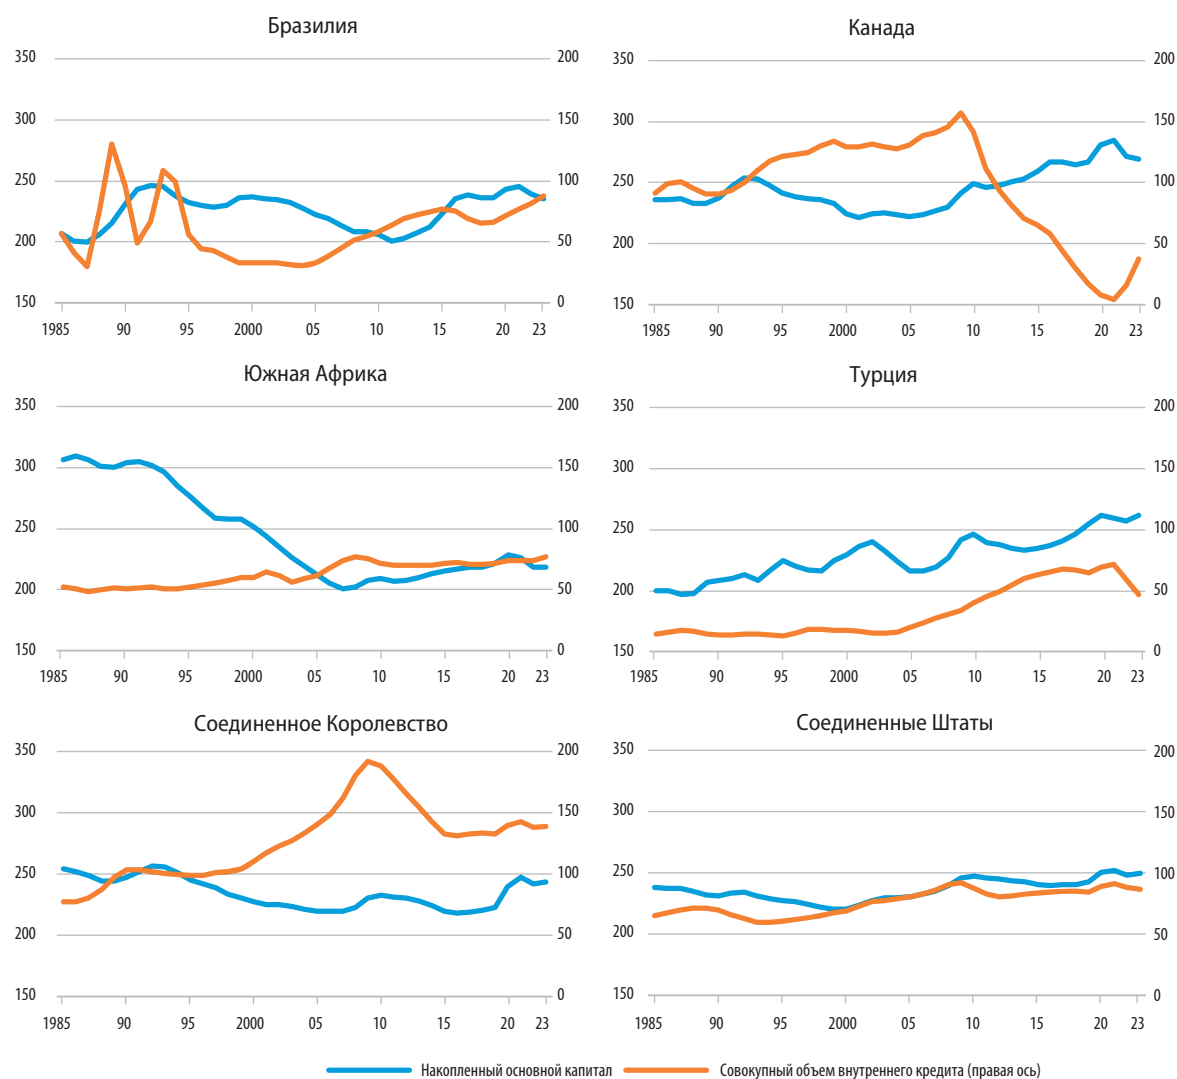 Бразилия
350 200
300 150
250 100
200 50
150 0
1985 90 95 2000 05 10 15 20 23
Канада
350 200
300 150
250 100
200 50
150 0
1985 90 95 2000 05 10 15 20 23
Южная Африка
350 200
300 150
250 100
200 50
150 0
1985 90 95 2000 05 10 15 20 23
Турция
350 200
300 150
250 100
200 50
150 0
1985 90 95 2000 05 10 15 20 23
Соединенное Королевство
350 200
300 150
250 100
200 50
150 0
1985 90 95 2000 05 10 15 20 23
Соединенные Штаты
350 200
300 150
250 100
200 50
150 0
1985 90 95 2000 05 10 15 20 23
Накопленный основной капитал Совокупный объем внутреннего кредита (правая ось)